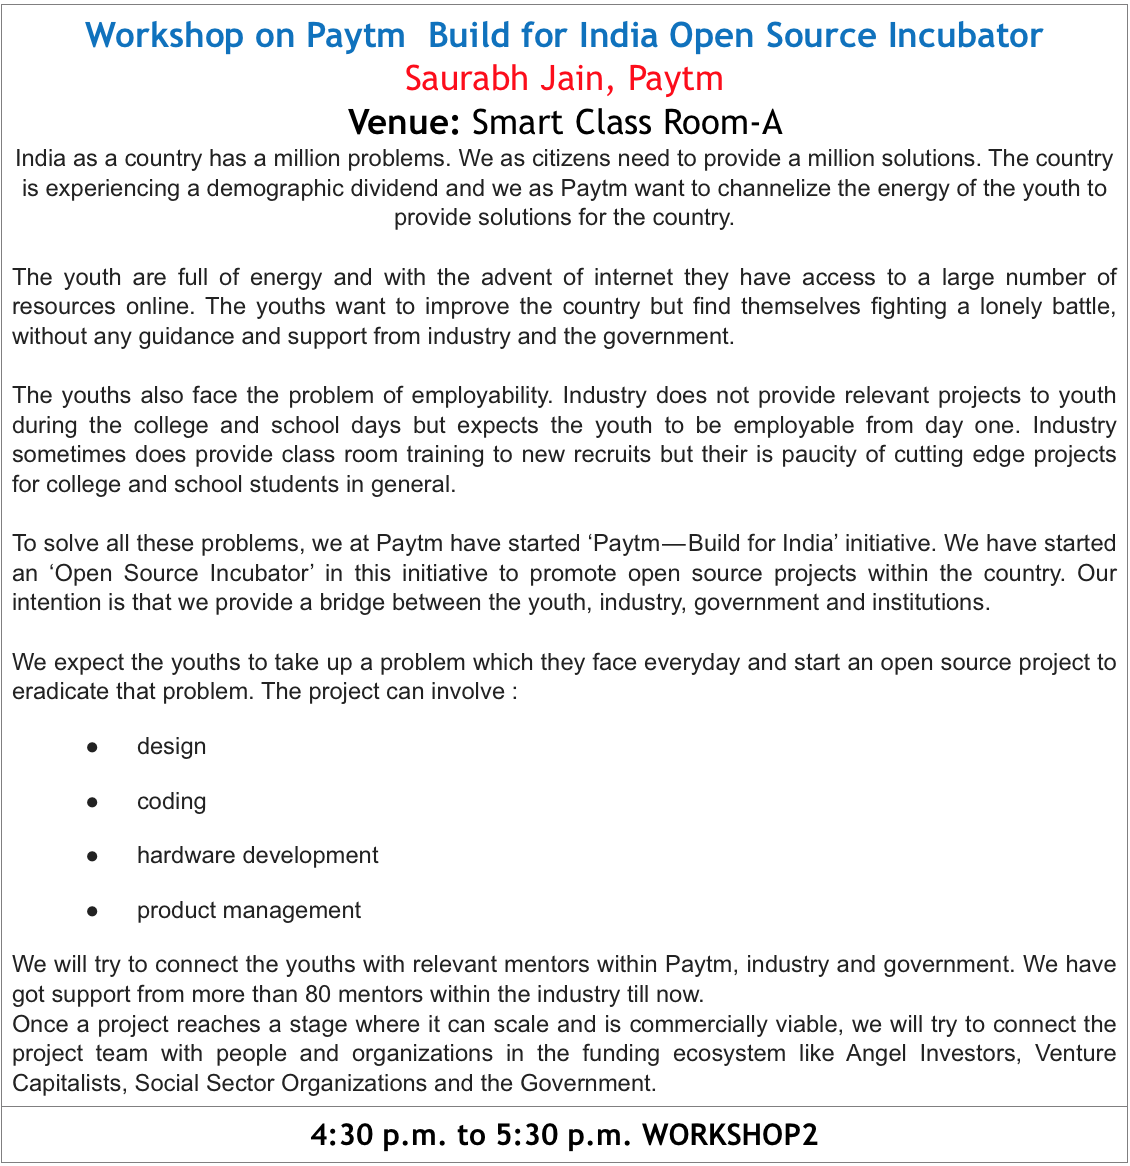 Workshop on Paytm  Build for India Open Source Incubator
Saurabh Jain, Paytm
Venue: Smart Class Room-A
India as a country has a million problems. We as citizens need to provide a million solutions. The country
is experiencing a demographic dividend and we as Paytm want to channelize the energy of the youth to
provide solutions for the country.
The youth are full of energy and with the advent of internet they have access to a large number of
resources online. The youths want to improve the country but find themselves fighting a lonely battle,
without any guidance and support from industry and the government.
The youths also face the problem of employability. Industry does not provide relevant projects to youth
during the college and school days but expects the youth to be employable from day one. Industry
sometimes does provide class room training to new recruits but their is paucity of cutting edge projects
for college and school students in general.
To solve all these problems, we at Paytm have started ‘Paytm — Build for India’ initiative. We have started
an ‘Open Source Incubator’ in this initiative to promote open source projects within the country. Our
intention is that we provide a bridge between the youth, industry, government and institutions.
We expect the youths to take up a problem which they face everyday and start an open source project to
eradicate that problem. The project can involve :
● design
● coding
● hardware development
● product management
We will try to connect the youths with relevant mentors within Paytm, industry and government. We have
got support from more than 80 mentors within the industry till now.
Once a project reaches a stage where it can scale and is commercially viable, we will try to connect the
project team with people and organizations in the funding ecosystem like Angel Investors, Venture
Capitalists, Social Sector Organizations and the Government.
4:30 p.m. to 5:30 p.m. WORKSHOP2